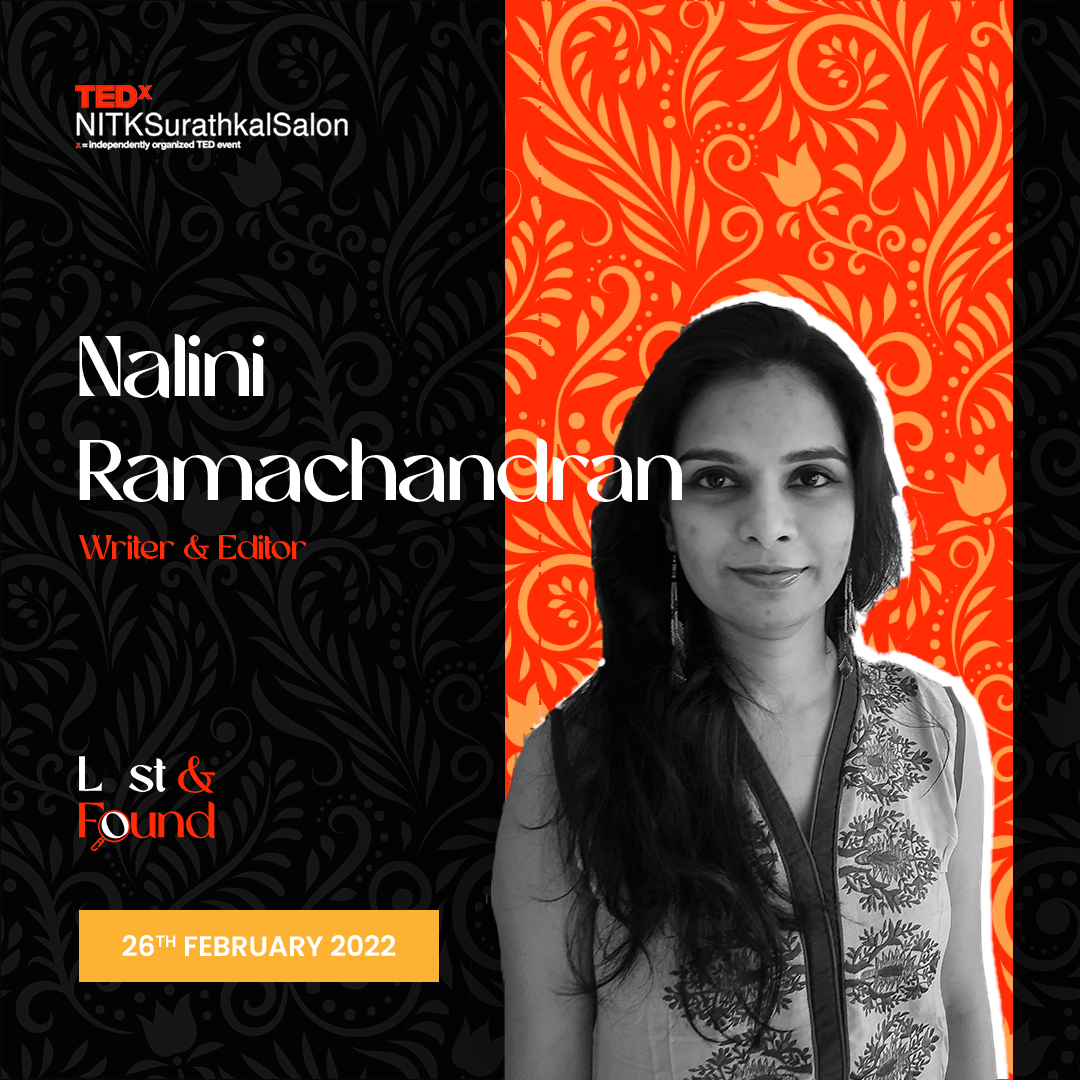 TEDx
NITKSurathkalSalon
x = independently organized TED event
Nalini
Ramachandran
Writer & Editor
L st &
Found
26TH FEBRUARY 2022